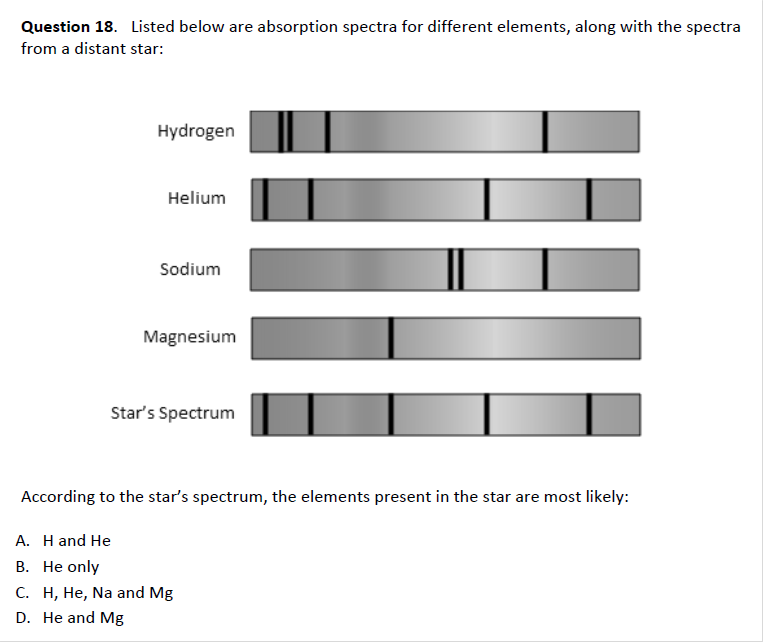 Question 18. Listed below are absorption spectra for different elements, along with the spectra
from a distant star:
Hydrogen
Helium
Sodium
Magnesium
Star's Spectrum
According to the star's spectrum, the elements present in the star are most likely:
A. H and He
B. He only
C. H, He, Na and Mg
D. He and Mg